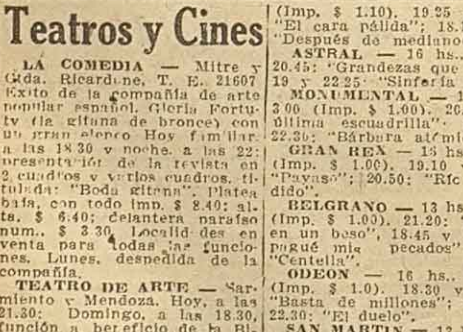 Teatros y Cines
LA COMEDIA — Mitre y
Gtda. Ricardone, T. E. 21607
Exito de la compañía de arte
popular español. Gloria Fortu-
ty (la gitana de bronce) con
un gran elenco Hoy familiar
a las 18.30 y noche. a las 22:
presentación de la revista en
2 cuadros y varios cuadros, ti-
tulada: "Boda gitana". Platea
baja, con todo imp. $ 8.40; al-
ta. $ 6.40; delantera paraíso
num.. $ 3.30. Localidades en
venta para todas las funcio-
nes. Lunes, despedida de la
compañía.
TEATRO DE ARTE — Sar-
miento y Mendoza. Hoy, a las
21.30; Domingo, a las 18.30,
función a beneficio de la Bi-
(Imp. $ 1.10). 19.25
"El cara pálida"; 18.
"Después de mediano
ASTRAL — 16 hs..
20.45: "Grandezas que
19 y 22.25 "Sinforia
MONUMENTAL —
3.00 (Imp. $ 1.00). 20.
última escuadrilla".
22.30; "Bárbara atómi
GRAN REX — 16 hs
(Imp. $ 1.00). 19.10
"Payaso"; 20.50: "Ric
dido".
BELGRANO — 13 hs
(Imp. $ 1.00). 21.20:
en un beso", 18.45 y
pagué mis pecados"
"Centella".
ODEON — 16 hs..
(Imp. $ 1.0). 18.30 y
"Basta de millones";
22.30; "El duelo".
SAN MARTIN — 13